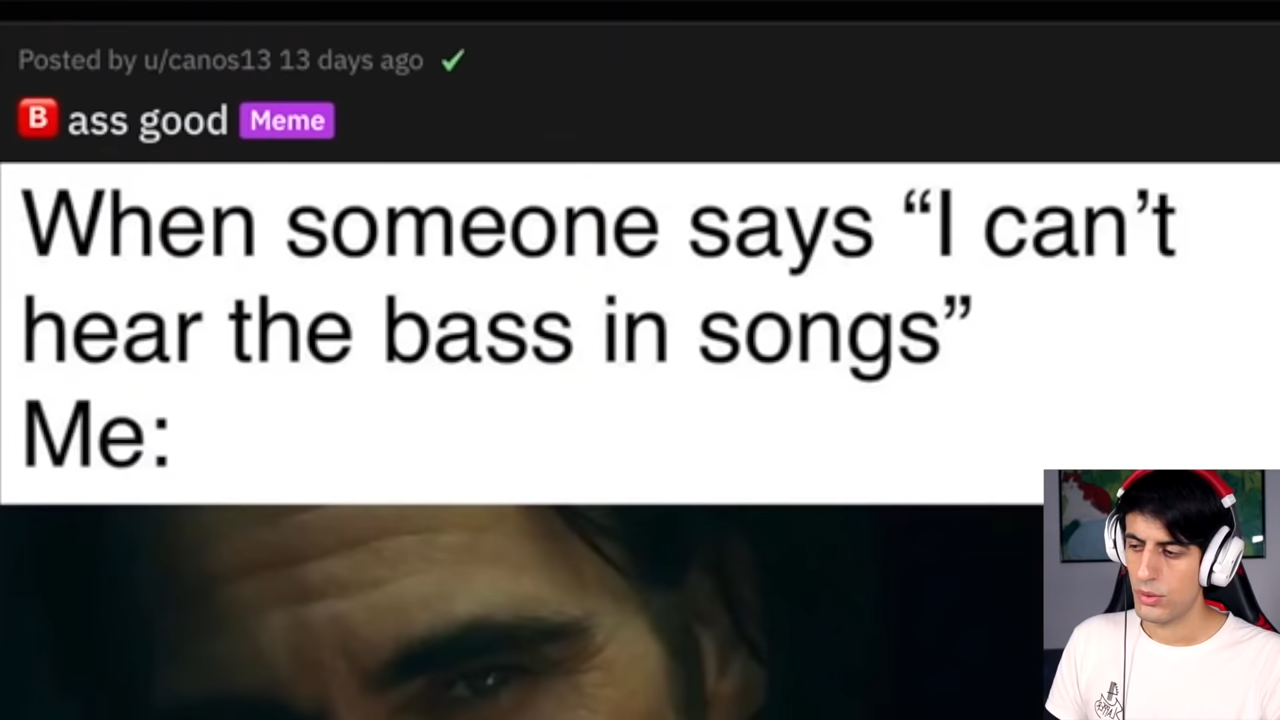 Posted by u/canos13 13 days ago ✓
🅱 ass good Meme
When someone says “I can’t
hear the bass in songs”
Me: